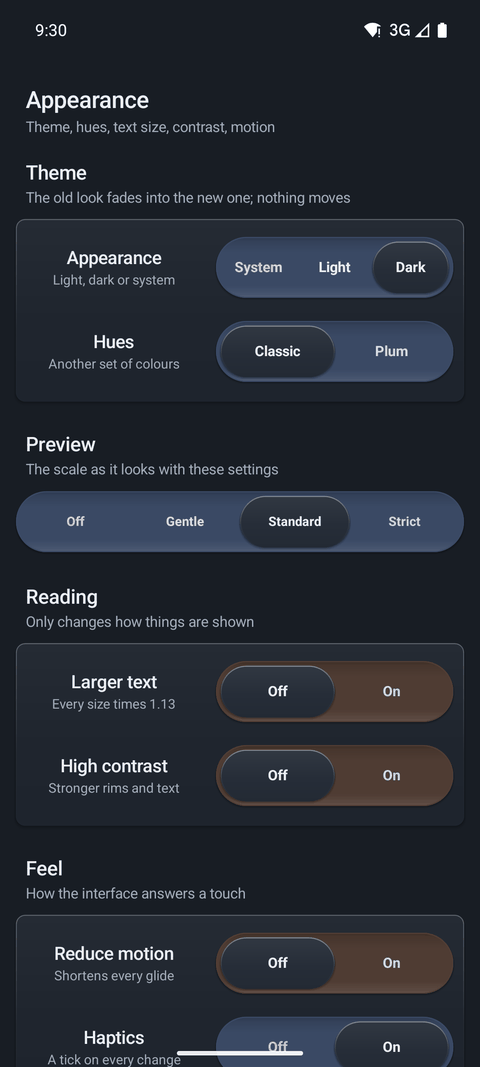 9:30
3G
Appearance
Theme, hues, text size, contrast, motion
Theme
The old look fades into the new one; nothing moves
Appearance
Light, dark or system
System Light Dark
Hues
Another set of colours
Classic Plum
Preview
The scale as it looks with these settings
Off Gentle Standard Strict
Reading
Only changes how things are shown
Larger text
Every size times 1.13
Off On
High contrast
Stronger rims and text
Off On
Feel
How the interface answers a touch
Reduce motion
Shortens every glide
Off On
Haptics
A tick on every change
Off On